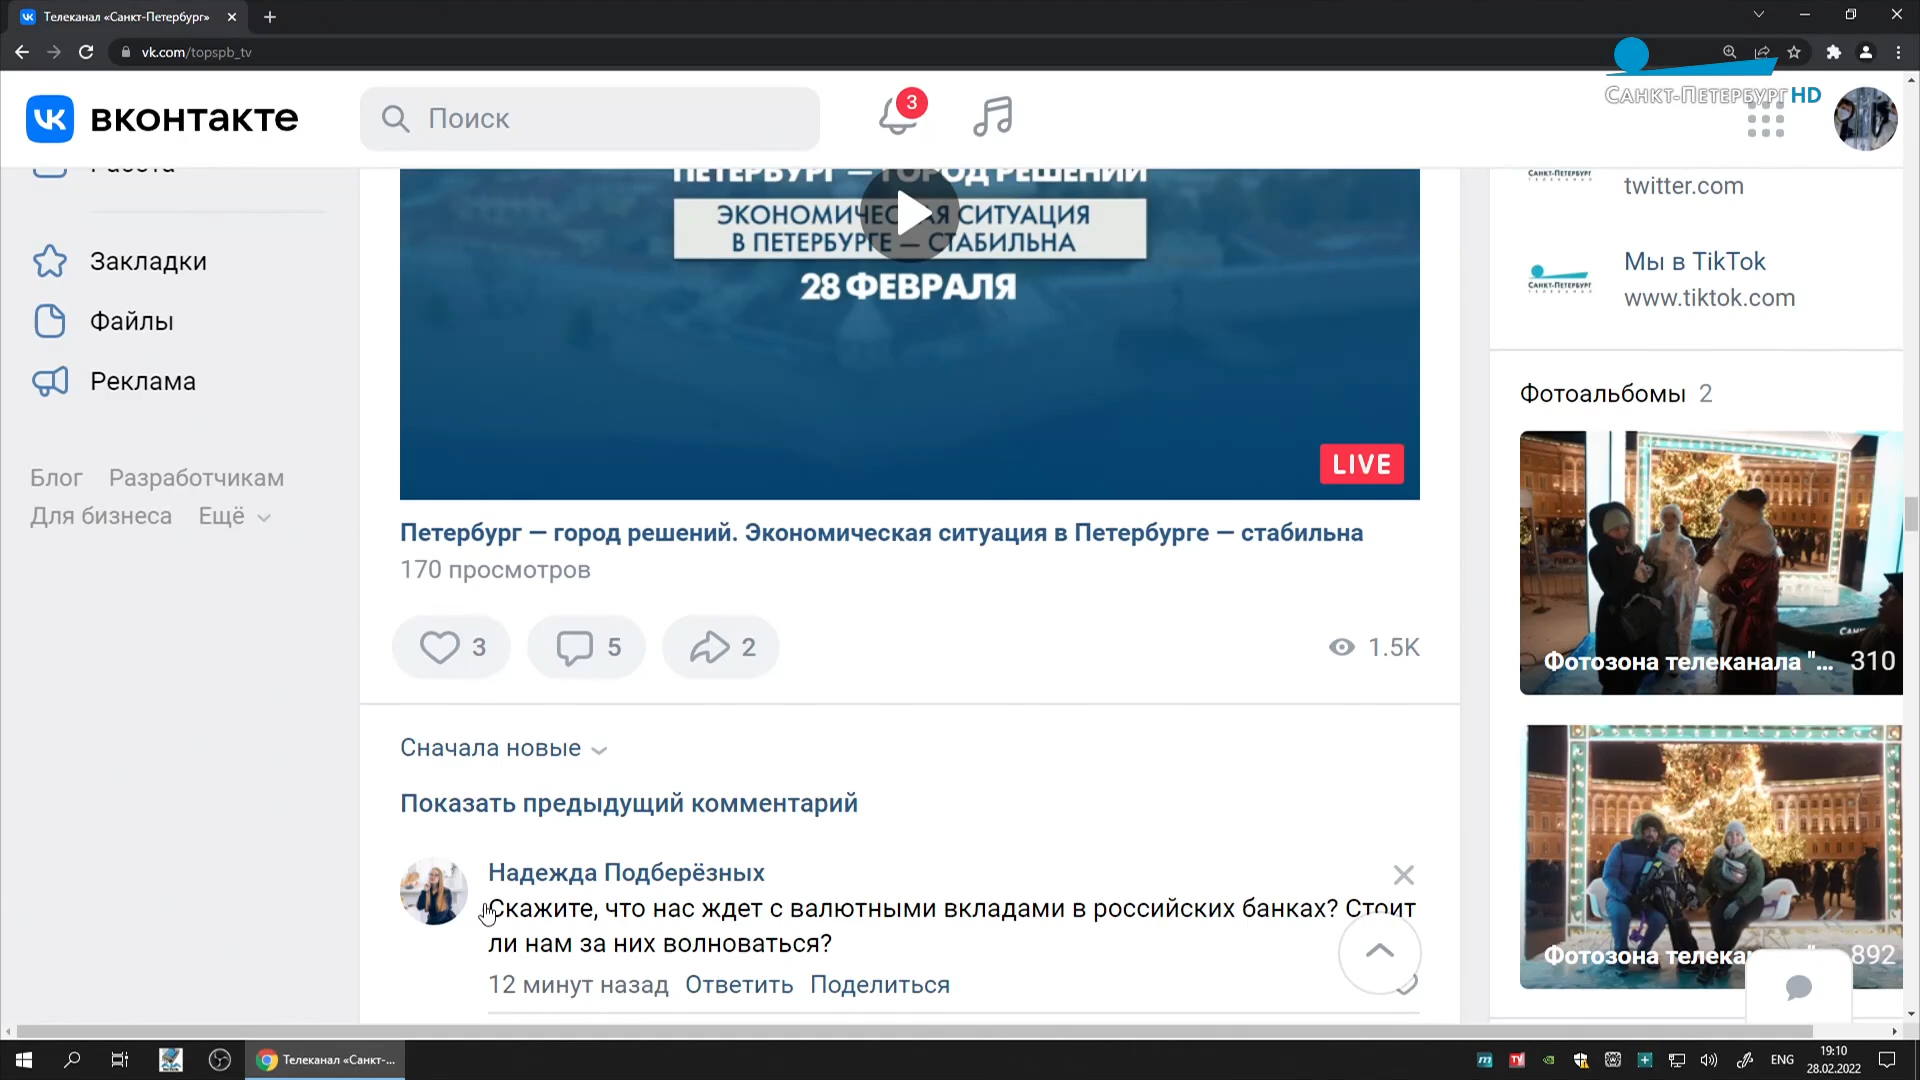 Телеканал «Санкт-Петербург»
vk.com/topspb_tv
САНКТ-ПЕТЕРБУРГ HD
вконтакте
Поиск
3
Работа
Закладки
Файлы
Реклама
Блог Разработчикам
Для бизнеса Ещё
ПЕТЕРБУРГ — ГОРОД РЕШЕНИЙ
ЭКОНОМИЧЕСКАЯ СИТУАЦИЯ
В ПЕТЕРБУРГЕ — СТАБИЛЬНА
28 ФЕВРАЛЯ
LIVE
Петербург — город решений. Экономическая ситуация в Петербурге — стабильна
170 просмотров
3 5 2 1.5K
Сначала новые
Показать предыдущий комментарий
Надежда Подберёзных
Скажите, что нас ждет с валютными вкладами в российских банках? Стоит
ли нам за них волноваться?
12 минут назад Ответить Поделиться
САНКТ-ПЕТЕРБУРГ
twitter.com
САНКТ-ПЕТЕРБУРГ
Мы в TikTok
www.tiktok.com
Фотоальбомы 2
Фотозона телеканала "... 310
Фотозона телека 892
Телеканал «Санкт-...
ENG
19:10
28.02.2022